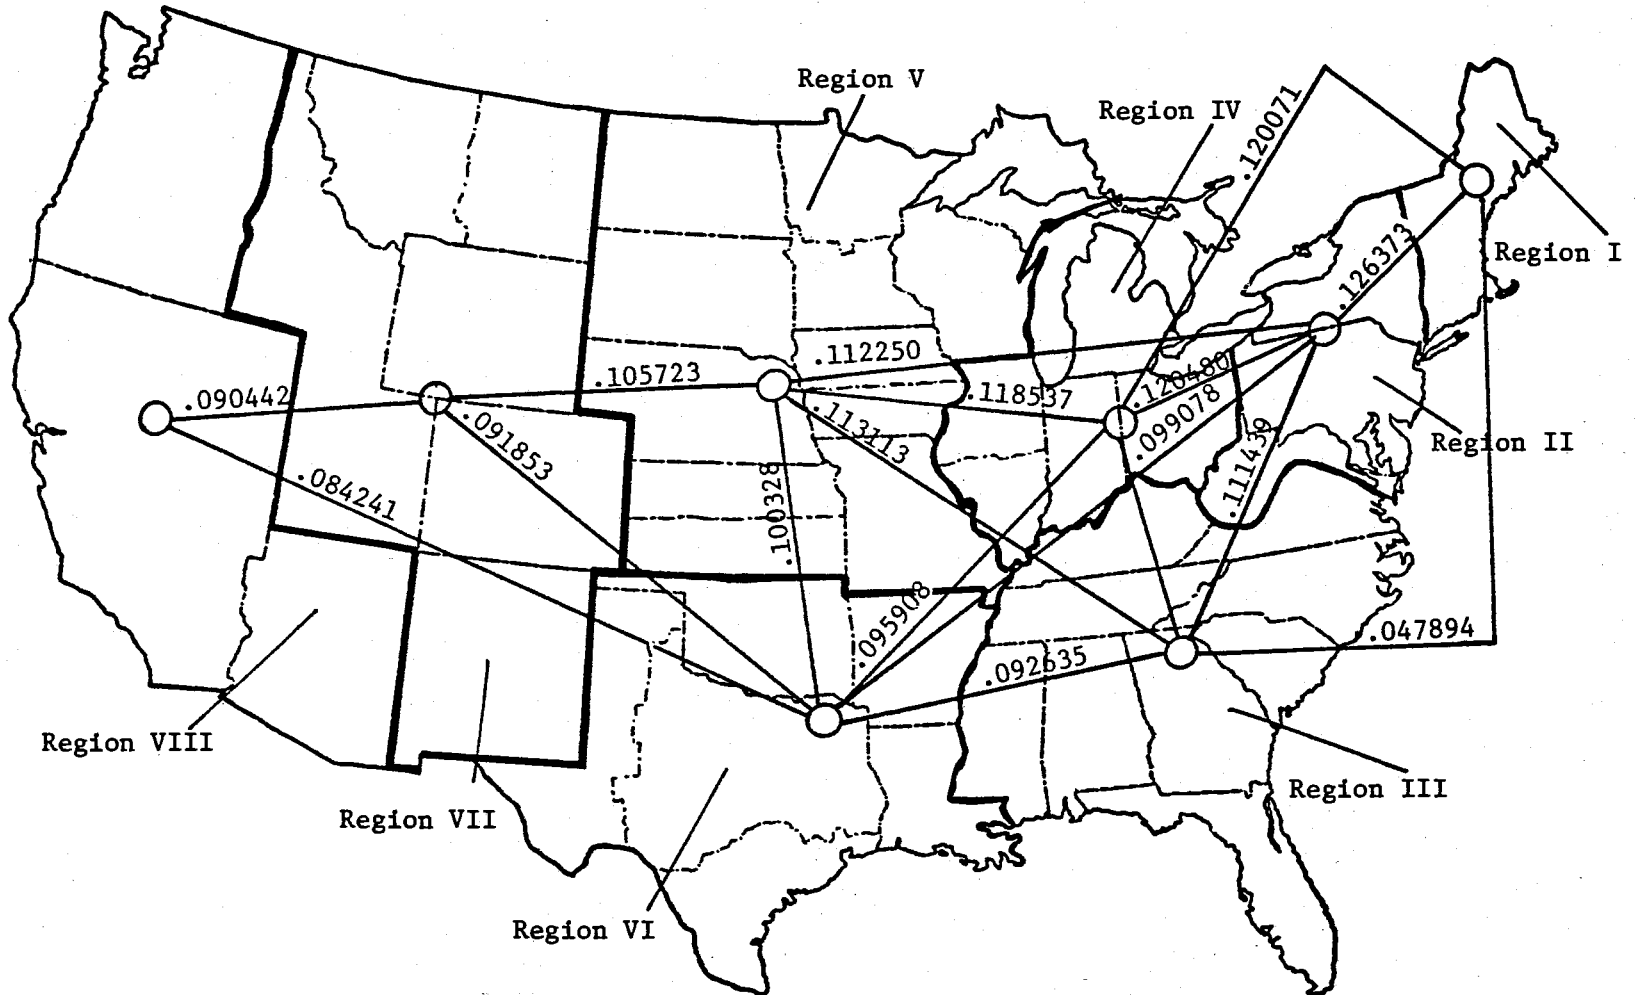 Region V
Region IV
.120071
Region I
.126373
.112250
.105723
.090442
.118537
.120480
.099078
.113113
.091853
.111439
Region II
.084241
.100328
.095908
.047894
.092635
Region VIII
Region III
Region VII
Region VI